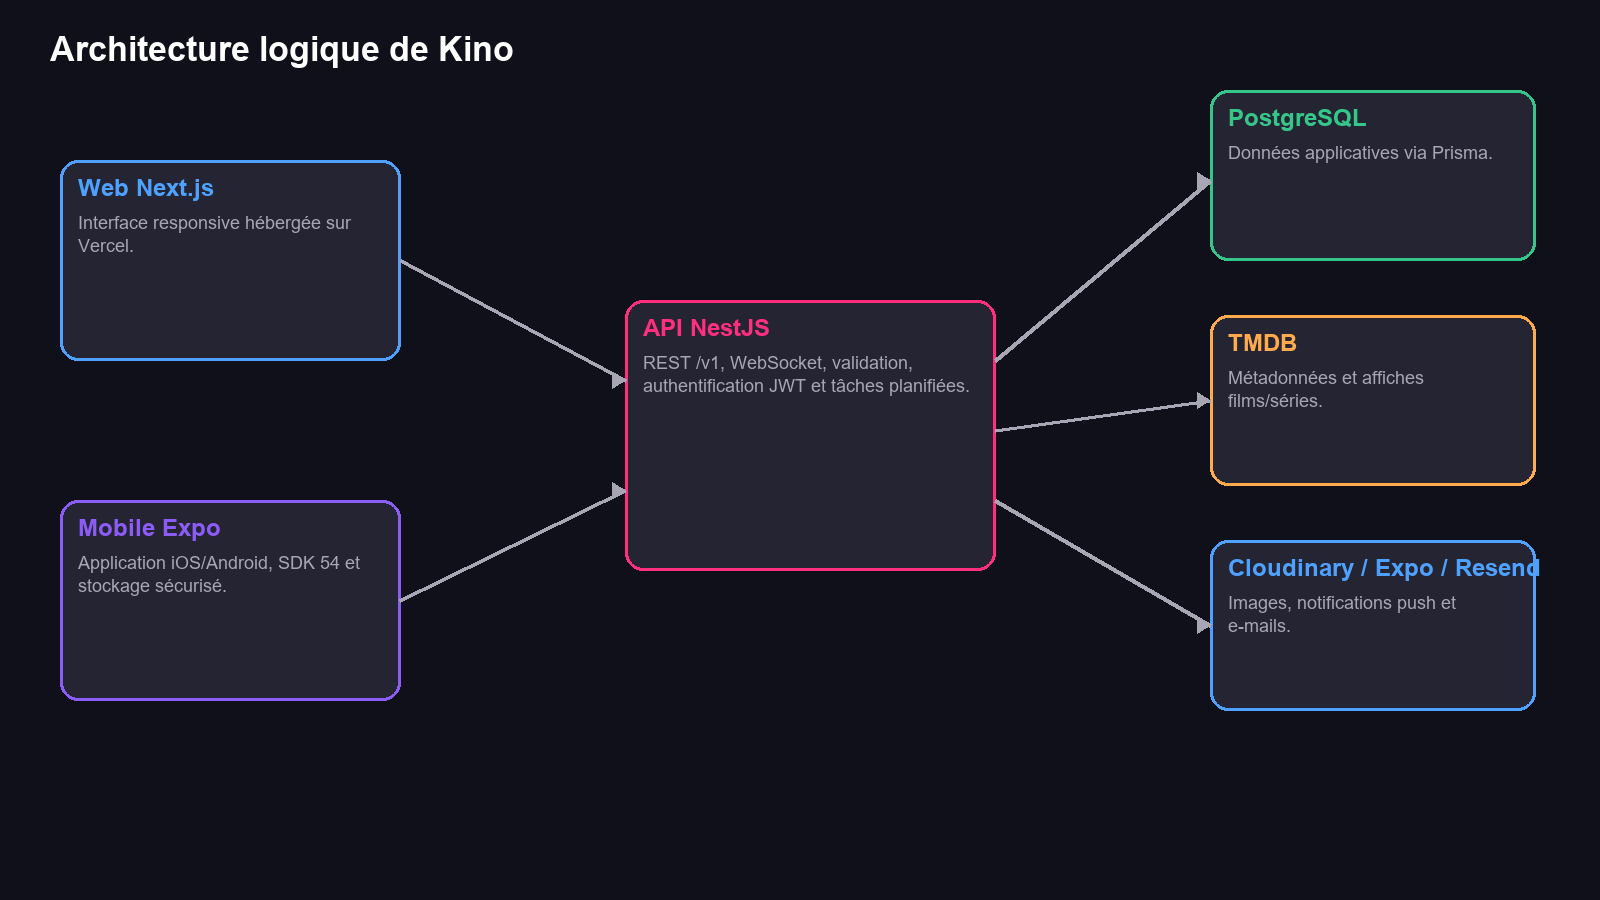 Architecture logique de Kino
Web Next.js
Interface responsive hébergée sur
Vercel.
Mobile Expo
Application iOS/Android, SDK 54 et
stockage sécurisé.
API NestJS
REST /v1, WebSocket, validation,
authentification JWT et tâches planifiées.
PostgreSQL
Données applicatives via Prisma.
TMDB
Métadonnées et affiches
films/séries.
Cloudinary / Expo / Resend
Images, notifications push et
e-mails.